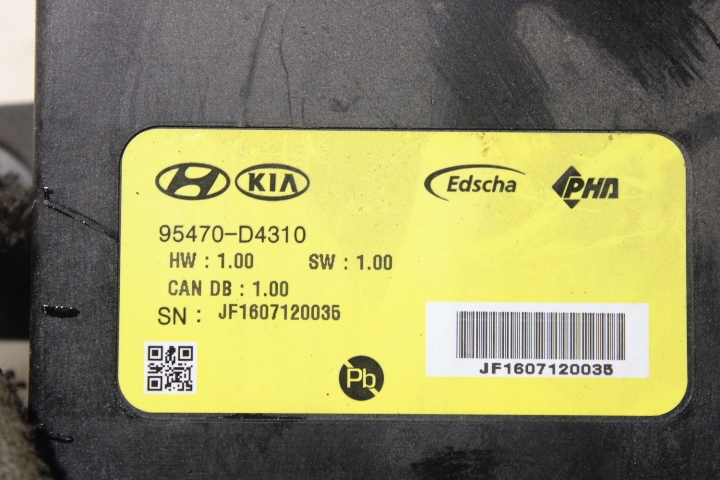 KIA Edscha PHA
95470-D4310
HW : 1.00 SW : 1.00
CAN DB : 1.00
SN : JF1607120035
Pb
JF1607120035